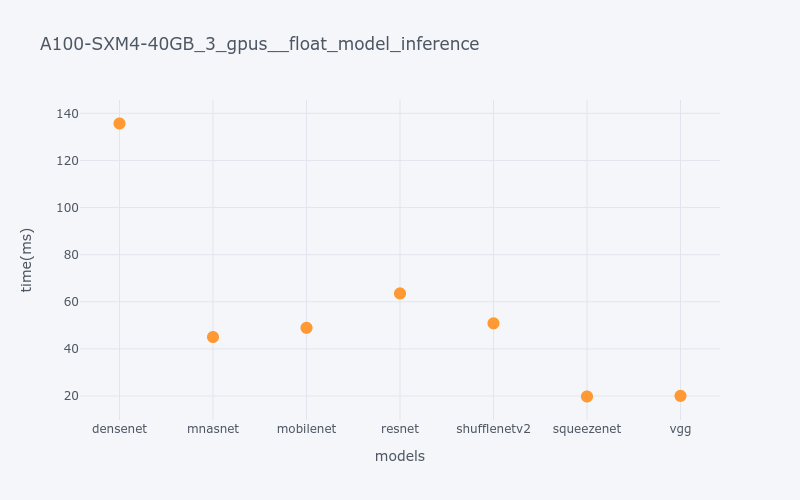 A100-SXM4-40GB_3_gpus__float_model_inference
140
120
100
80
60
40
20
time(ms)
densenet mnasnet mobilenet resnet shufflenetv2 squeezenet vgg
models